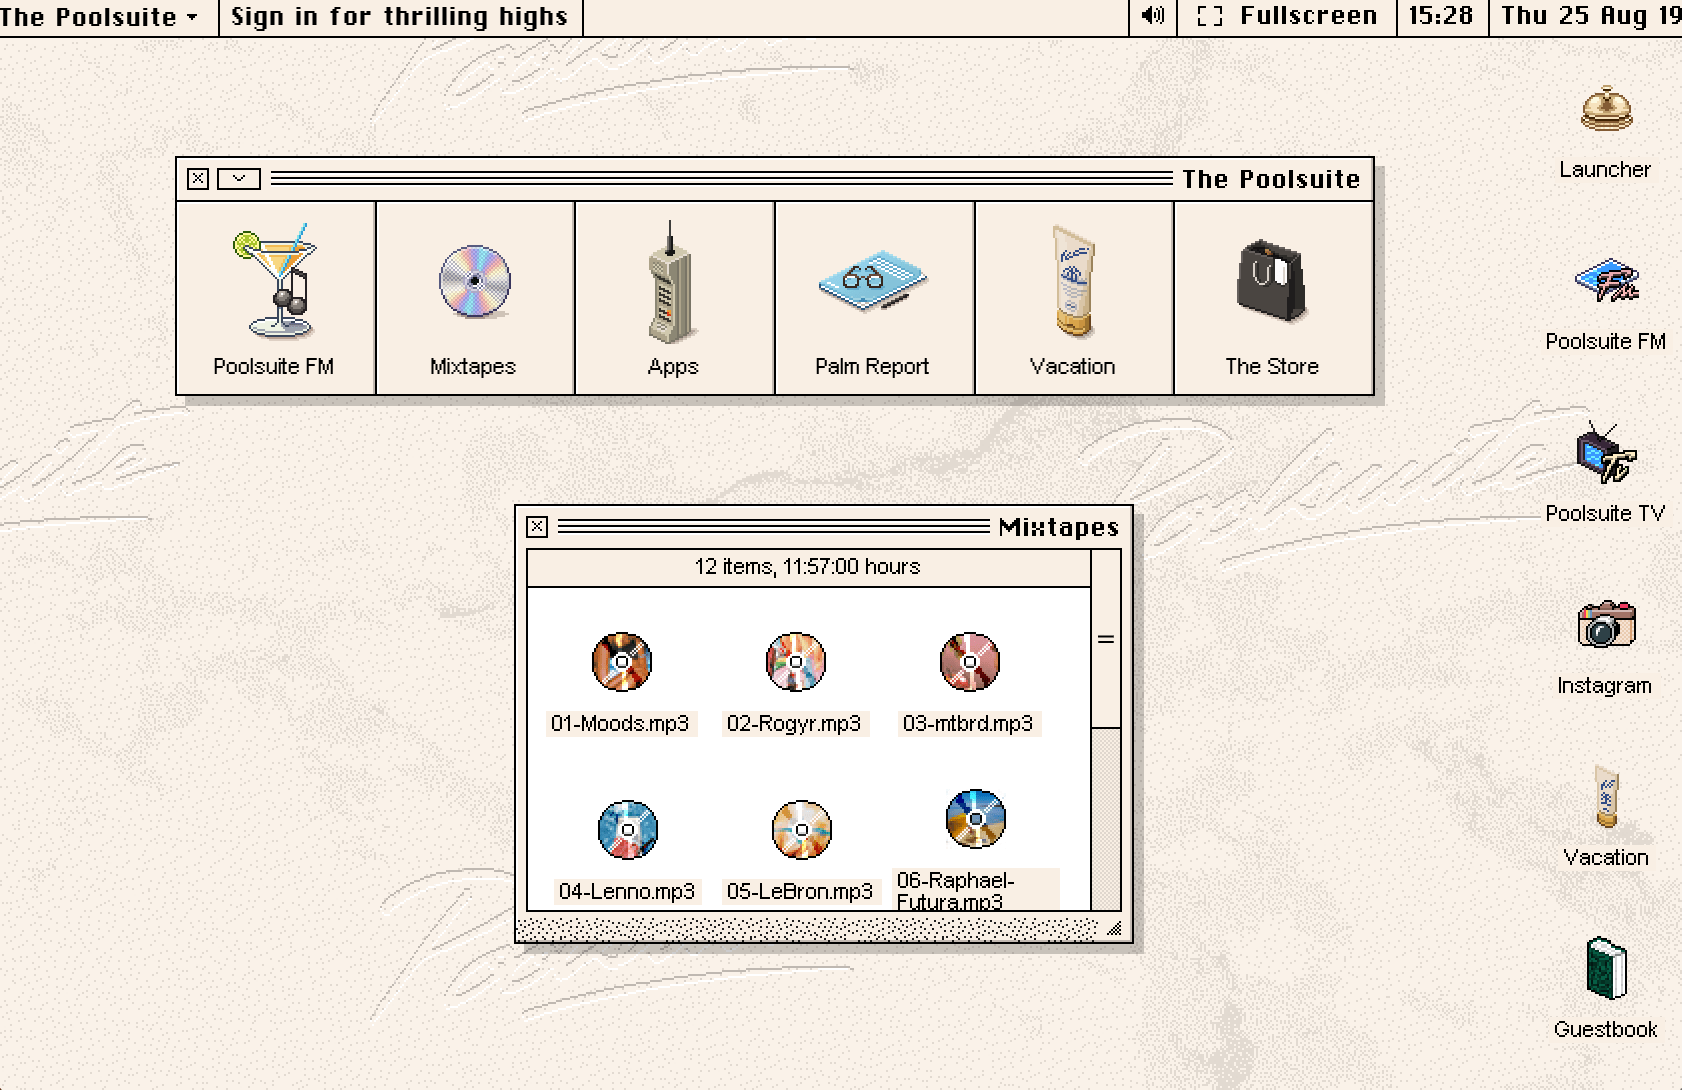 The Poolsuite
Sign in for thrilling highs
Fullscreen
15:28
Thu 25 Aug 19
Launcher
The Poolsuite
Poolsuite FM
Mixtapes
Apps
Palm Report
Vacation
The Store
Poolsuite FM
Poolsuite TV
Mixtapes
12 items, 11:57:00 hours
01-Moods.mp3
02-Rogyr.mp3
03-mtbrd.mp3
04-Lenno.mp3
05-LeBron.mp3
06-Raphael-
Futura.mp3
Instagram
Vacation
Guestbook
Poolsuite